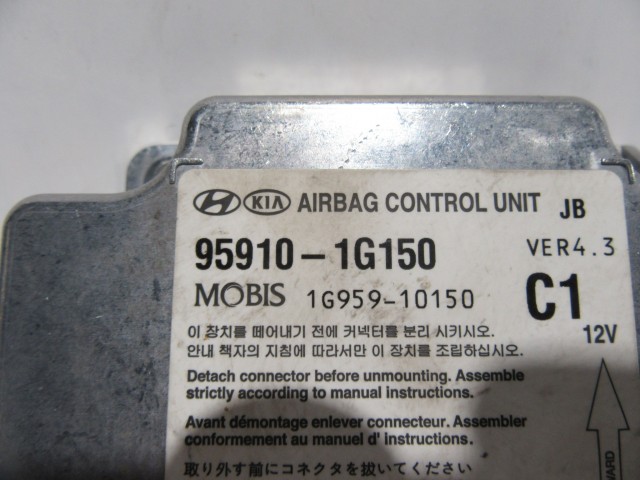 KIA AIRBAG CONTROL UNIT JB
95910-1G150 VER4.3
MOBIS 1G959-10150 C1
이 장치를 떼어내기 전에 커넥터를 분리 시키시오. 12V
안내 책자의 지침에 따라서만 이 장치를 조립하십시오.
Detach connector before unmounting. Assemble
strictly according to manual instructions.
Avant démontage enlever connecteur. Assembler
conformement au manuel d' instructions.
取り外す前にコネクタを抜いてください
WARD